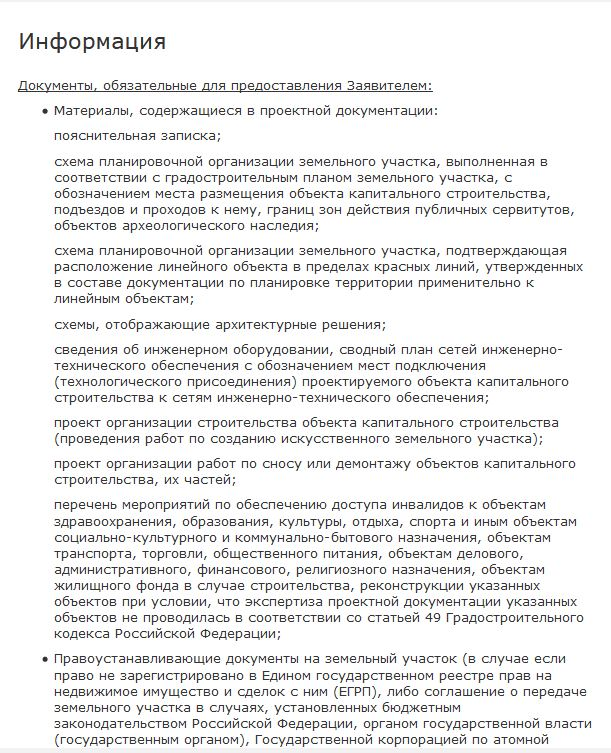 Информация
Документы, обязательные для предоставления Заявителем:
• Материалы, содержащиеся в проектной документации:
пояснительная записка;
схема планировочной организации земельного участка, выполненная в
соответствии с градостроительным планом земельного участка, с
обозначением места размещения объекта капитального строительства,
подъездов и проходов к нему, границ зон действия публичных сервитутов,
объектов археологического наследия;
схема планировочной организации земельного участка, подтверждающая
расположение линейного объекта в пределах красных линий, утвержденных
в составе документации по планировке территории применительно к
линейным объектам;
схемы, отображающие архитектурные решения;
сведения об инженерном оборудовании, сводный план сетей инженерно-
технического обеспечения с обозначением мест подключения
(технологического присоединения) проектируемого объекта капитального
строительства к сетям инженерно-технического обеспечения;
проект организации строительства объекта капитального строительства
(проведения работ по созданию искусственного земельного участка);
проект организации работ по сносу или демонтажу объектов капитального
строительства, их частей;
перечень мероприятий по обеспечению доступа инвалидов к объектам
здравоохранения, образования, культуры, отдыха, спорта и иным объектам
социально-культурного и коммунально-бытового назначения, объектам
транспорта, торговли, общественного питания, объектам делового,
административного, финансового, религиозного назначения, объектам
жилищного фонда в случае строительства, реконструкции указанных
объектов при условии, что экспертиза проектной документации указанных
объектов не проводилась в соответствии со статьей 49 Градостроительного
кодекса Российской Федерации;
• Правоустанавливающие документы на земельный участок (в случае если
право не зарегистрировано в Едином государственном реестре прав на
недвижимое имущество и сделок с ним (ЕГРП), либо соглашение о передаче
земельного участка в случаях, установленных бюджетным
законодательством Российской Федерации, органом государственной власти
(государственным органом), Государственной корпорацией по атомной